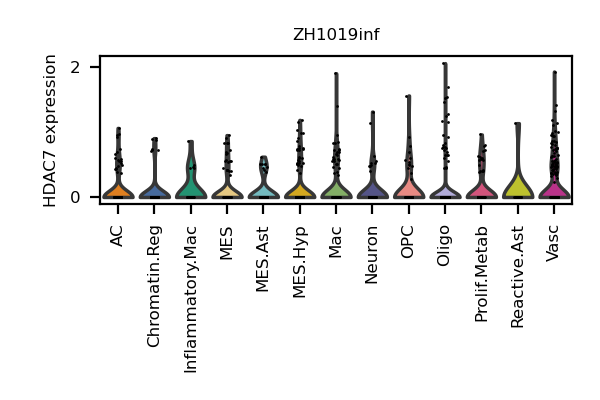 ZH1019inf
HDAC7 expression
2
0
AC
Chromatin.Reg
Inflammatory.Mac
MES
MES.Ast
MES.Hyp
Mac
Neuron
OPC
Oligo
Prolif.Metab
Reactive.Ast
Vasc